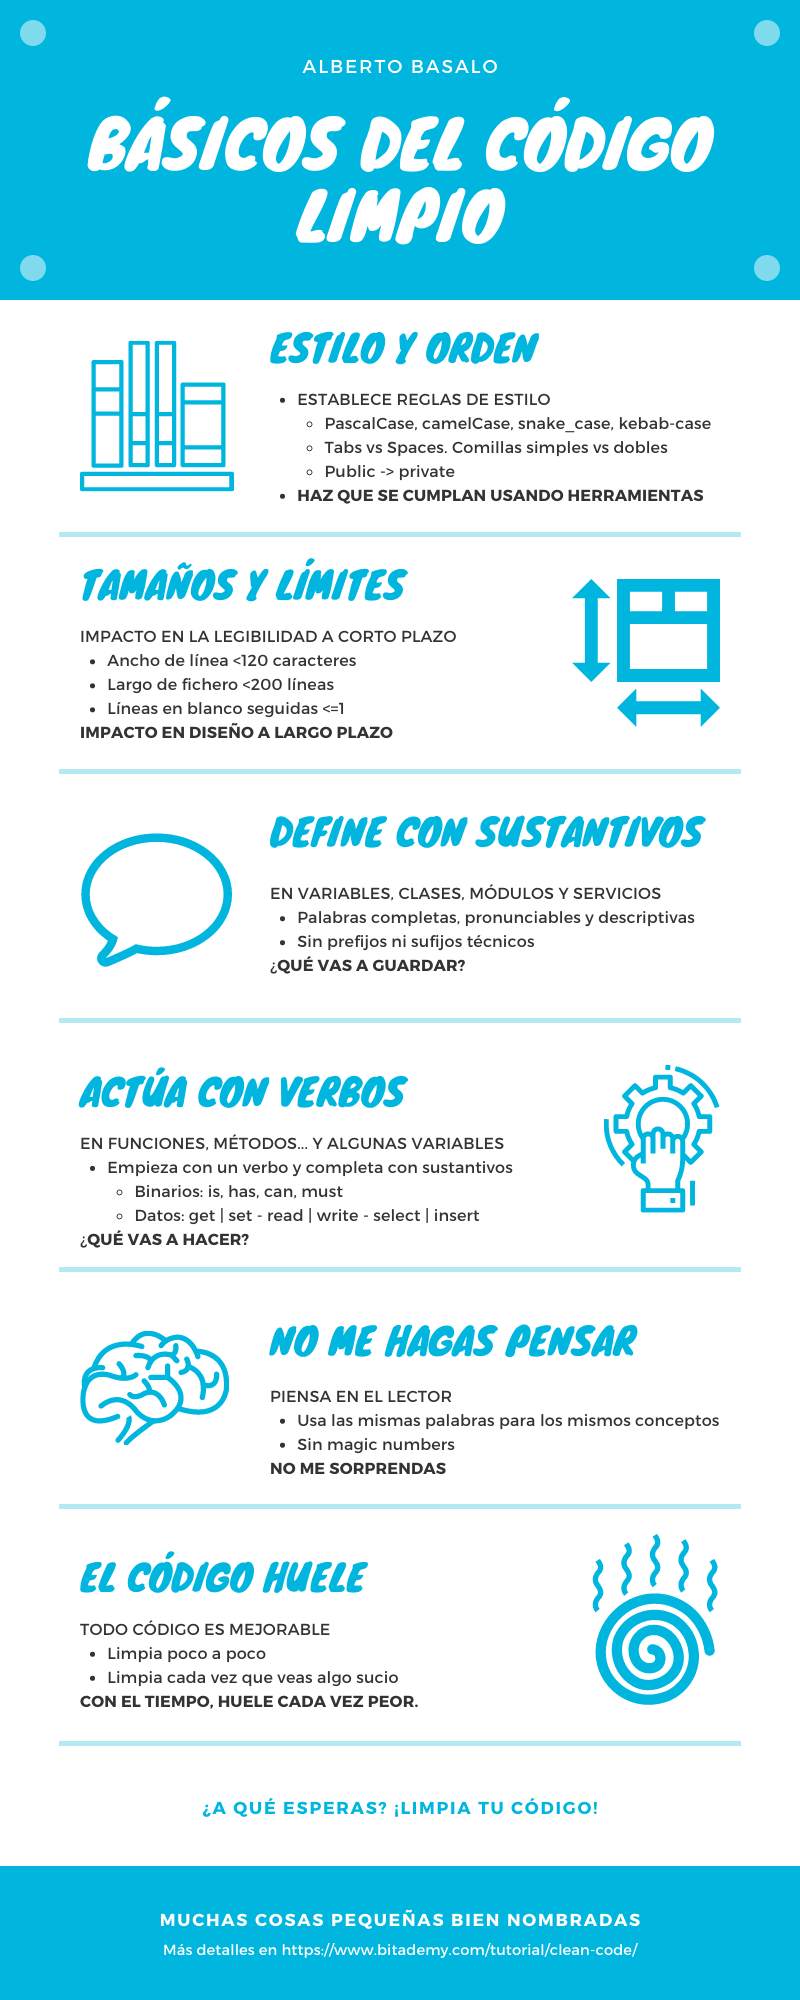 ALBERTO BASALO
BÁSICOS DEL CÓDIGO
LIMPIO
ESTILO Y ORDEN
• ESTABLECE REGLAS DE ESTILO
◦ PascalCase, camelCase, snake_case, kebab-case
◦ Tabs vs Spaces. Comillas simples vs dobles
◦ Public -> private
• HAZ QUE SE CUMPLAN USANDO HERRAMIENTAS
TAMAÑOS Y LÍMITES
IMPACTO EN LA LEGIBILIDAD A CORTO PLAZO
• Ancho de línea <120 caracteres
• Largo de fichero <200 líneas
• Líneas en blanco seguidas <=1
IMPACTO EN DISEÑO A LARGO PLAZO
DEFINE CON SUSTANTIVOS
EN VARIABLES, CLASES, MÓDULOS Y SERVICIOS
• Palabras completas, pronunciables y descriptivas
• Sin prefijos ni sufijos técnicos
¿QUÉ VAS A GUARDAR?
ACTÚA CON VERBOS
EN FUNCIONES, MÉTODOS... Y ALGUNAS VARIABLES
• Empieza con un verbo y completa con sustantivos
◦ Binarios: is, has, can, must
◦ Datos: get | set - read | write - select | insert
¿QUÉ VAS A HACER?
NO ME HAGAS PENSAR
PIENSA EN EL LECTOR
• Usa las mismas palabras para los mismos conceptos
• Sin magic numbers
NO ME SORPRENDAS
EL CÓDIGO HUELE
TODO CÓDIGO ES MEJORABLE
• Limpia poco a poco
• Limpia cada vez que veas algo sucio
CON EL TIEMPO, HUELE CADA VEZ PEOR.
¿A QUÉ ESPERAS? ¡LIMPIA TU CÓDIGO!
MUCHAS COSAS PEQUEÑAS BIEN NOMBRADAS
Más detalles en https://www.bitademy.com/tutorial/clean-code/